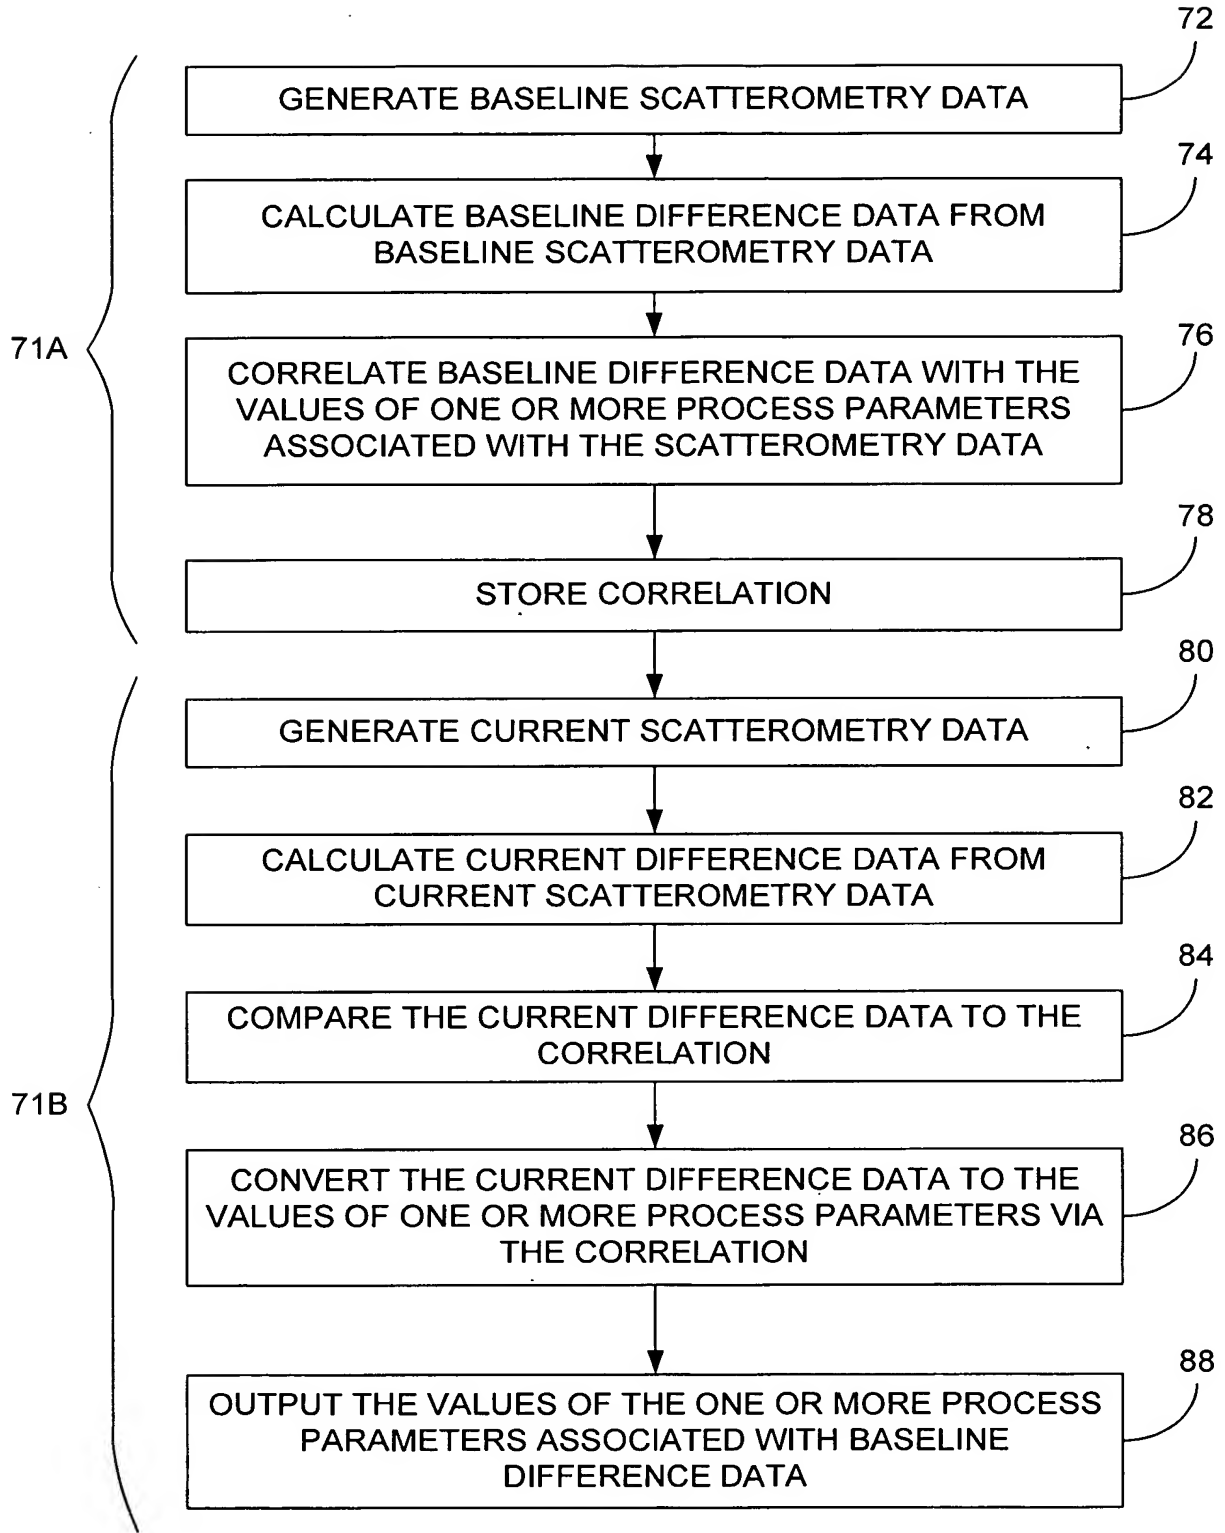 72
GENERATE BASELINE SCATTEROMETRY DATA
74
CALCULATE BASELINE DIFFERENCE DATA FROM
BASELINE SCATTEROMETRY DATA
76
71A
CORRELATE BASELINE DIFFERENCE DATA WITH THE
VALUES OF ONE OR MORE PROCESS PARAMETERS
ASSOCIATED WITH THE SCATTEROMETRY DATA
78
STORE CORRELATION
80
GENERATE CURRENT SCATTEROMETRY DATA
82
CALCULATE CURRENT DIFFERENCE DATA FROM
CURRENT SCATTEROMETRY DATA
84
COMPARE THE CURRENT DIFFERENCE DATA TO THE
CORRELATION
71B
86
CONVERT THE CURRENT DIFFERENCE DATA TO THE
VALUES OF ONE OR MORE PROCESS PARAMETERS VIA
THE CORRELATION
88
OUTPUT THE VALUES OF THE ONE OR MORE PROCESS
PARAMETERS ASSOCIATED WITH BASELINE
DIFFERENCE DATA